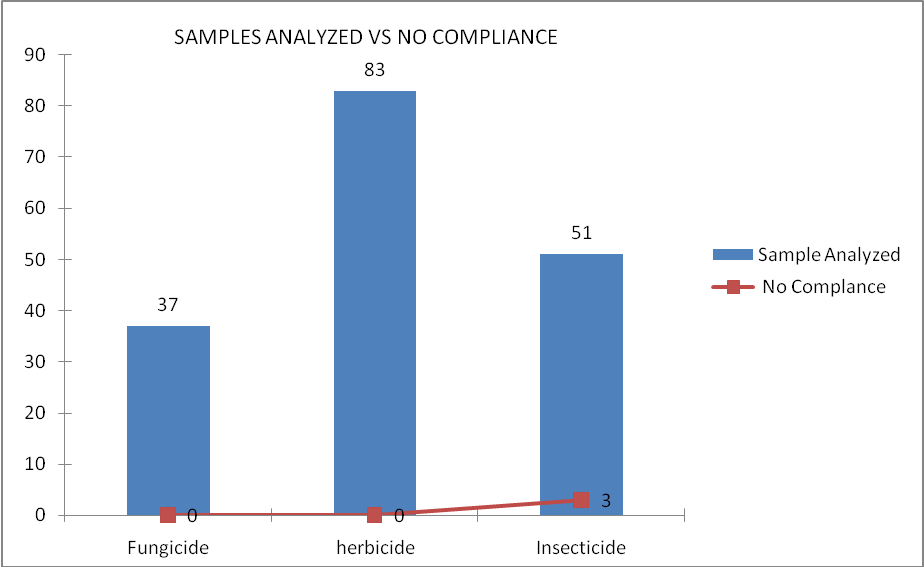 SAMPLES ANALYZED VS NO COMPLIANCE
90
80
70
60
50
40
30
20
10
0
37
83
51
0
0
3
Fungicide
herbicide
Insecticide
Sample Analyzed
No Complance